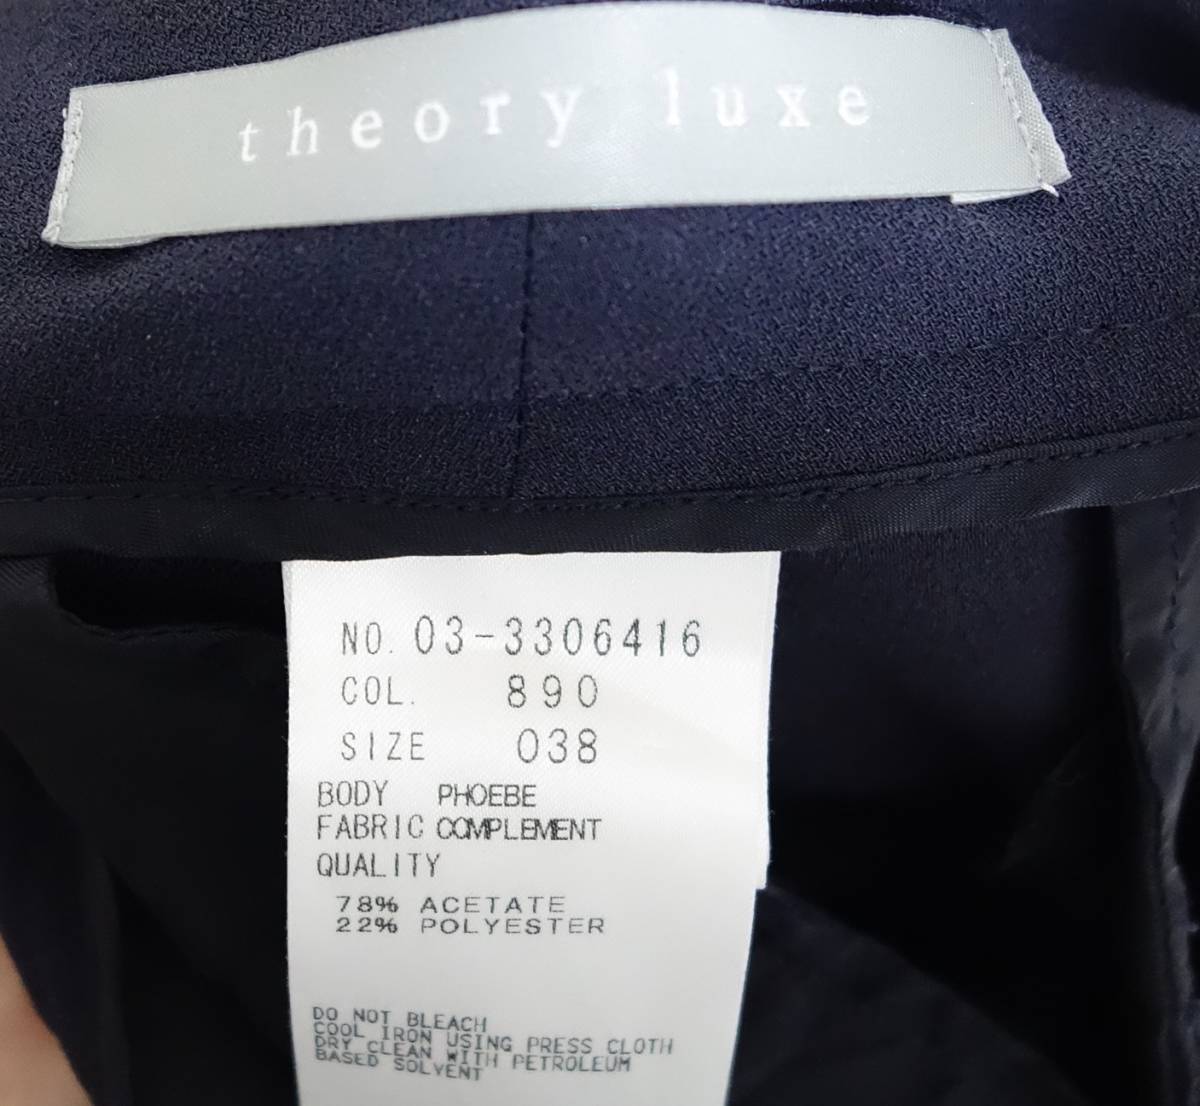 theory luxe
NO. 03-3306416
COL. 890
SIZE 038
BODY PHOEBE
FABRIC COMPLEMENT
QUALITY
78% ACETATE
22% POLYESTER
DO NOT BLEACH
COOL IRON USING PRESS CLOTH
DRY CLEAN WITH PETROLEUM
BASED SOLVENT